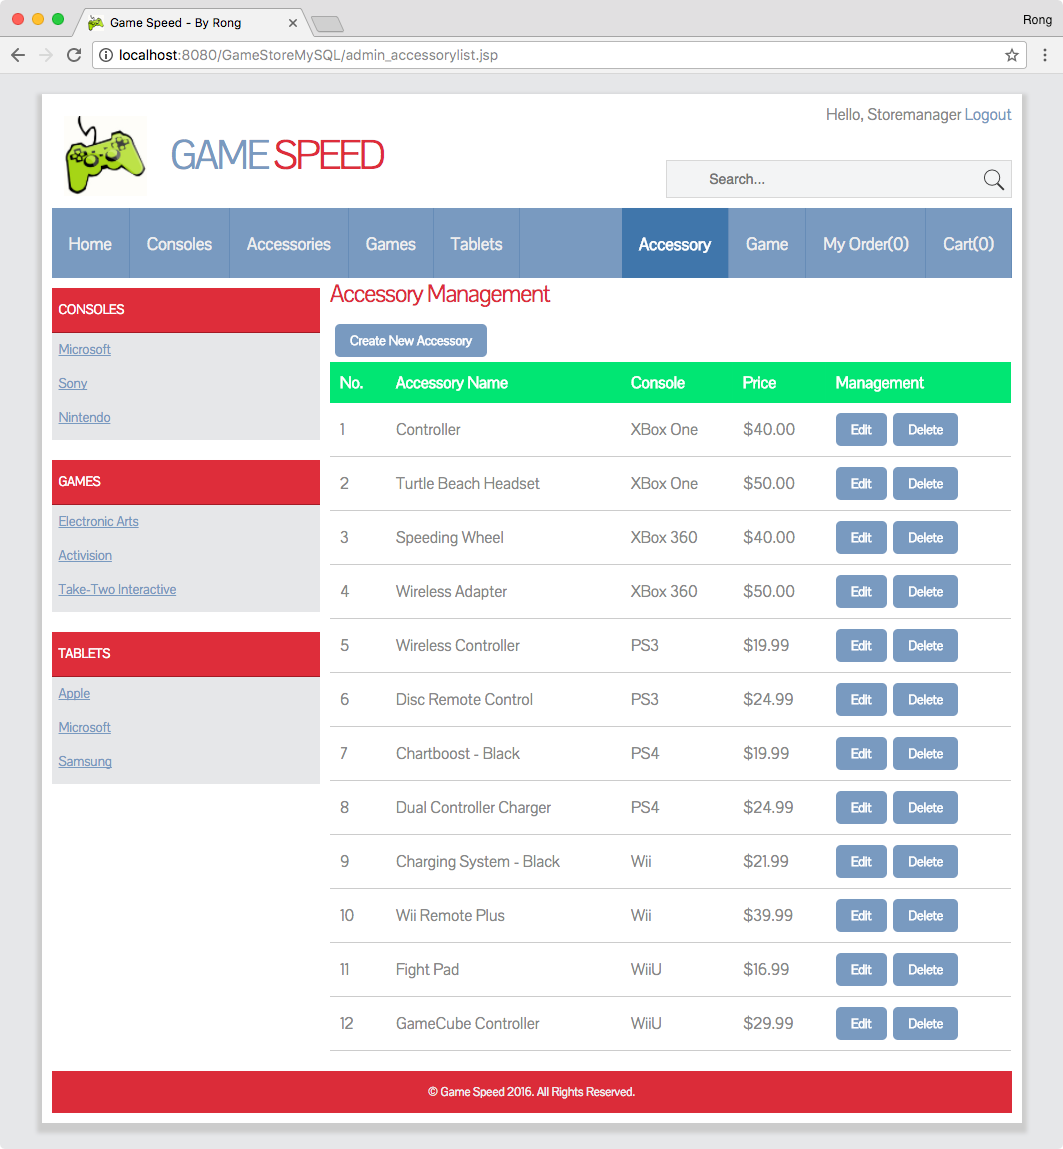 Game Speed - By Rong
Rong
localhost:8080/GameStoreMySQL/admin_accessorylist.jsp
Hello, Storemanager Logout
GAME SPEED
Search...
Home Consoles Accessories Games Tablets Accessory Game My Order(0) Cart(0)
CONSOLES
Microsoft
Sony
Nintendo
GAMES
Electronic Arts
Activision
Take-Two Interactive
TABLETS
Apple
Microsoft
Samsung
Accessory Management
Create New Accessory
No. Accessory Name Console Price Management
1 Controller XBox One $40.00 Edit Delete
2 Turtle Beach Headset XBox One $50.00 Edit Delete
3 Speeding Wheel XBox 360 $40.00 Edit Delete
4 Wireless Adapter XBox 360 $50.00 Edit Delete
5 Wireless Controller PS3 $19.99 Edit Delete
6 Disc Remote Control PS3 $24.99 Edit Delete
7 Chartboost - Black PS4 $19.99 Edit Delete
8 Dual Controller Charger PS4 $24.99 Edit Delete
9 Charging System - Black Wii $21.99 Edit Delete
10 Wii Remote Plus Wii $39.99 Edit Delete
11 Fight Pad WiiU $16.99 Edit Delete
12 GameCube Controller WiiU $29.99 Edit Delete
© Game Speed 2016. All Rights Reserved.